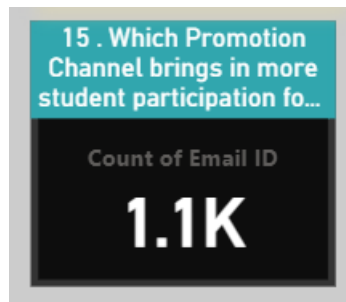 15 . Which Promotion
Channel brings in more
student participation fo...
Count of Email ID
1.1K